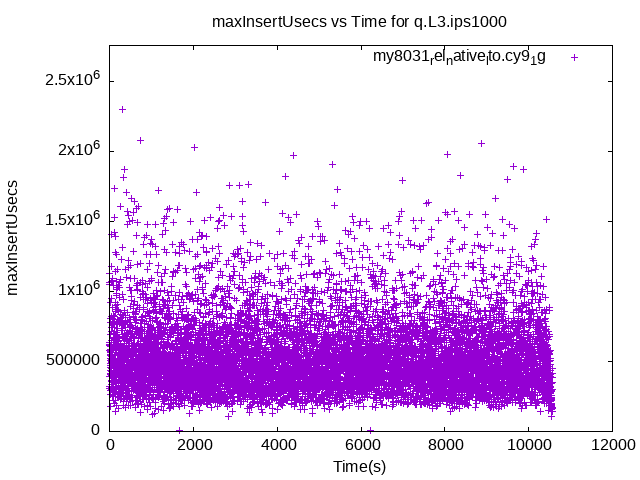 maxInsertUsecs vs Time for q.L3.ips1000
my8031relnativelto.cy91g
2.5x10^6
2x10^6
1.5x10^6
1x10^6
500000
0
maxInsertUsecs
0 2000 4000 6000 8000 10000 12000
Time(s)